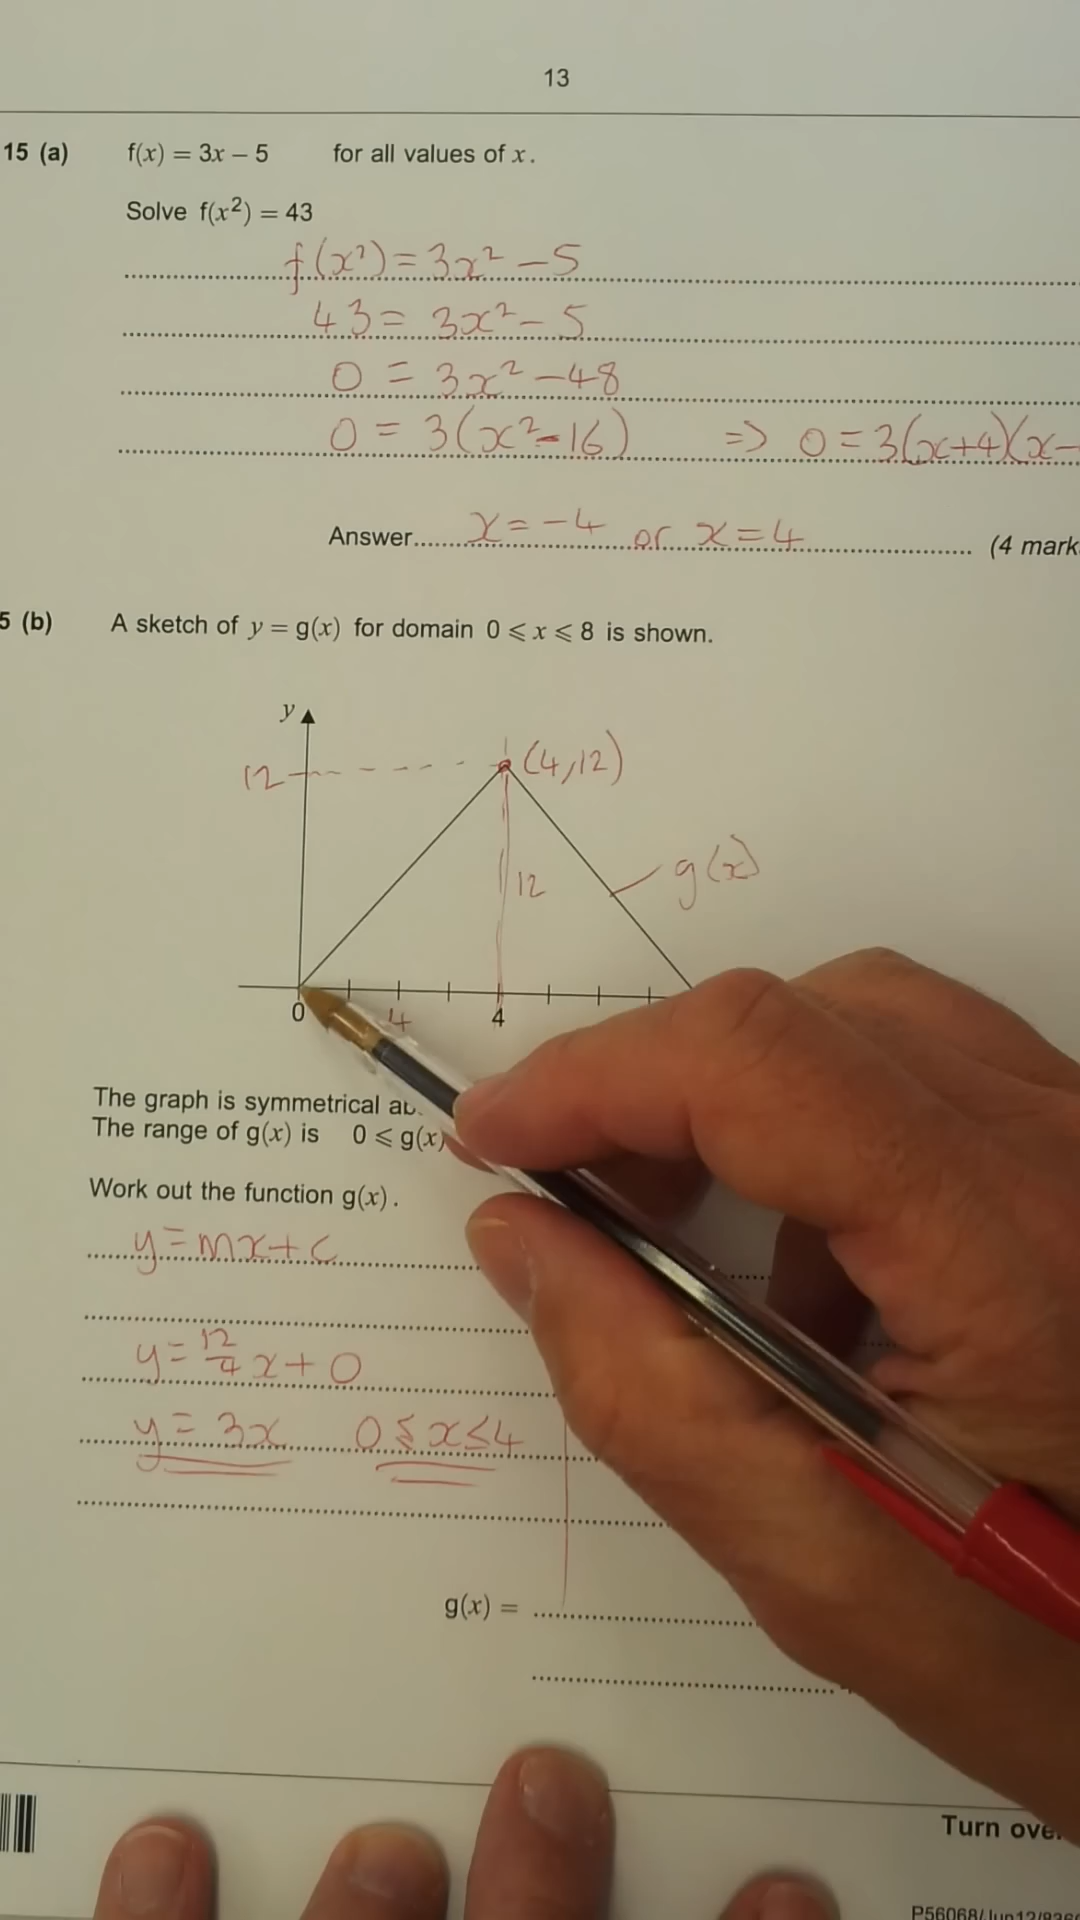 13
15 (a) f(x) = 3x – 5 for all values of x.
Solve f(x²) = 43
f(x²) = 3x² – 5
43 = 3x² – 5
0 = 3x² – 48
0 = 3(x² – 16) ⇒ 0 = 3(x+4)(x–
Answer x = –4 or x = 4 (4 mark
5 (b) A sketch of y = g(x) for domain 0 ⩽ x ⩽ 8 is shown.
y
12 (4,12)
g(x)
12
0 4 4
The graph is symmetrical ab
The range of g(x) is 0 ⩽ g(x)
Work out the function g(x).
y = mx + c
y = 12/4 x + 0
y = 3x 0 ≤ x ≤ 4
g(x) =
Turn over